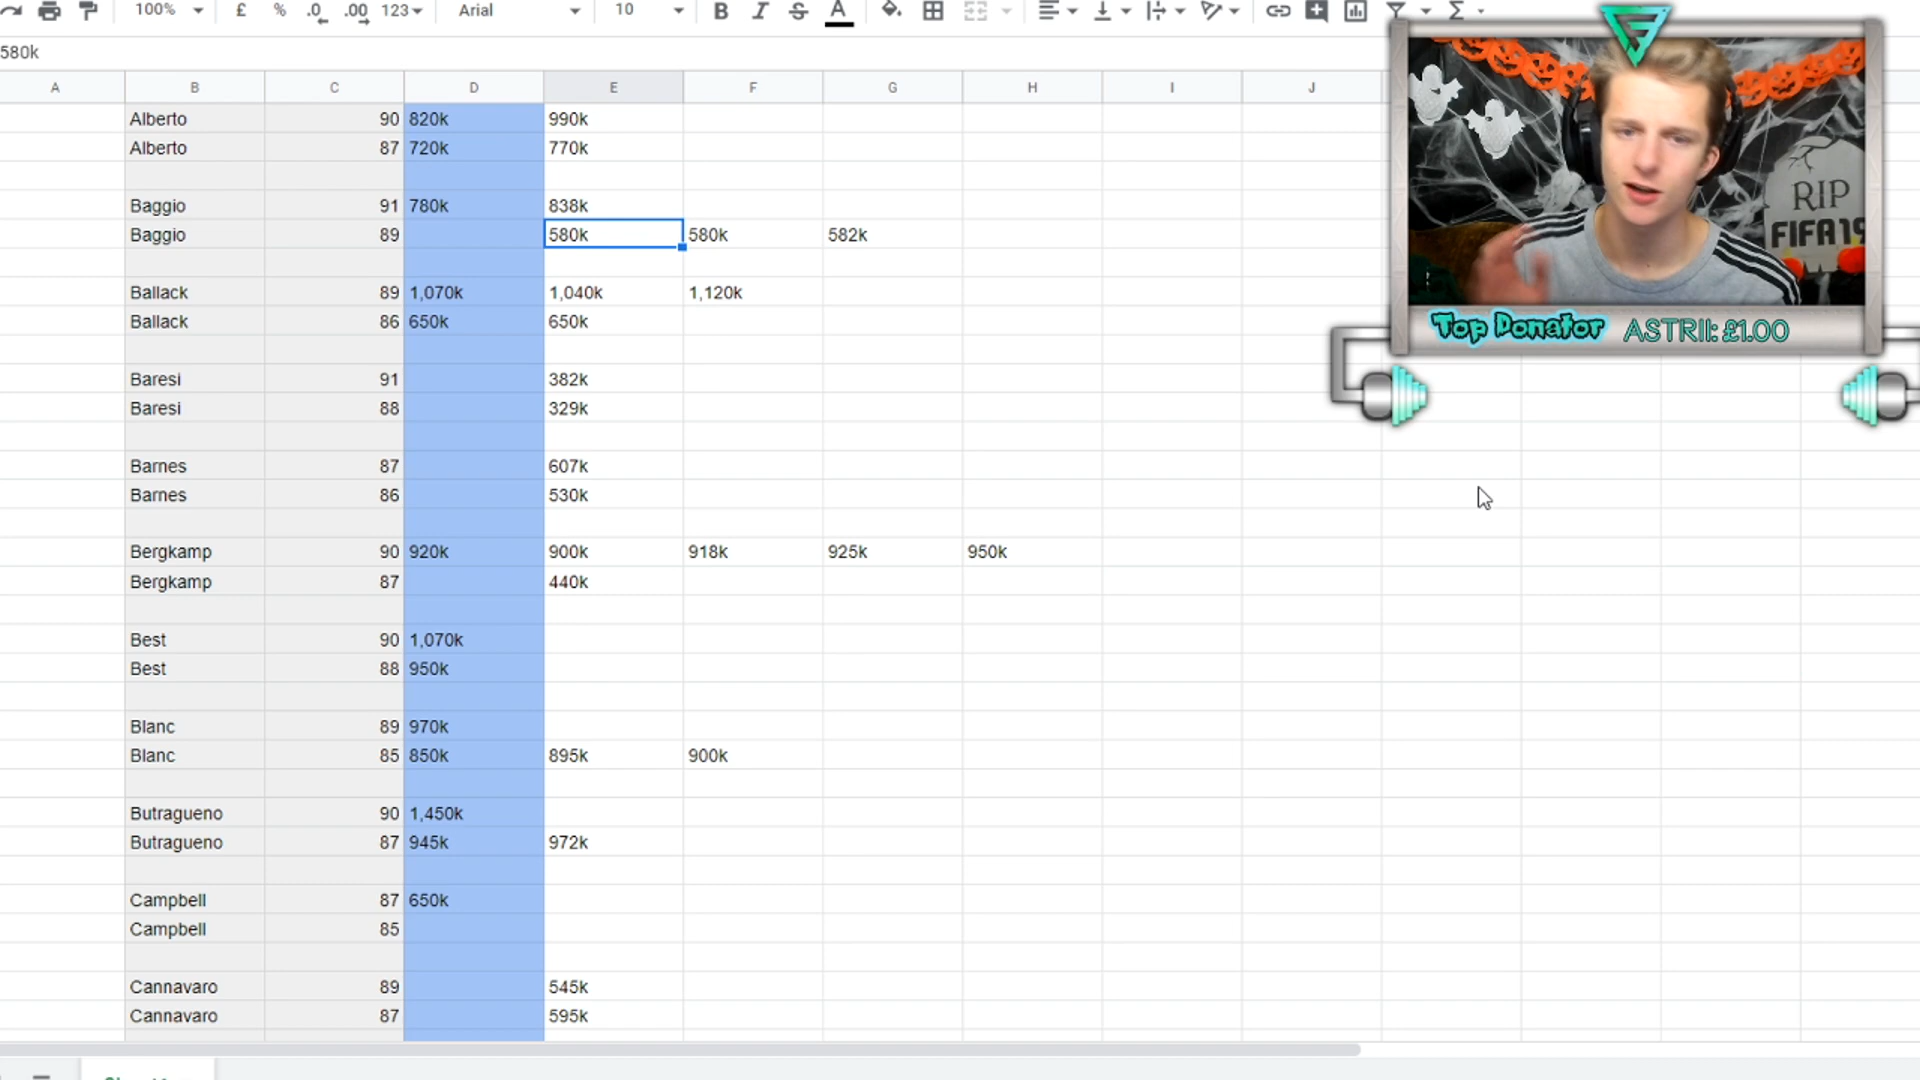 100% £ % .0 .00 123 Arial 10 B I S A Σ
580k
A B C D E F G H I J
Alberto 90 820k 990k
Alberto 87 720k 770k
Baggio 91 780k 838k
Baggio 89 580k 580k 582k
Ballack 89 1,070k 1,040k 1,120k
Ballack 86 650k 650k
Baresi 91 382k
Baresi 88 329k
Barnes 87 607k
Barnes 86 530k
Bergkamp 90 920k 900k 918k 925k 950k
Bergkamp 87 440k
Best 90 1,070k
Best 88 950k
Blanc 89 970k
Blanc 85 850k 895k 900k
Butragueno 90 1,450k
Butragueno 87 945k 972k
Campbell 87 650k
Campbell 85
Cannavaro 89 545k
Cannavaro 87 595k
RIP
FIFA19
Top Donator ASTRII: £1.00